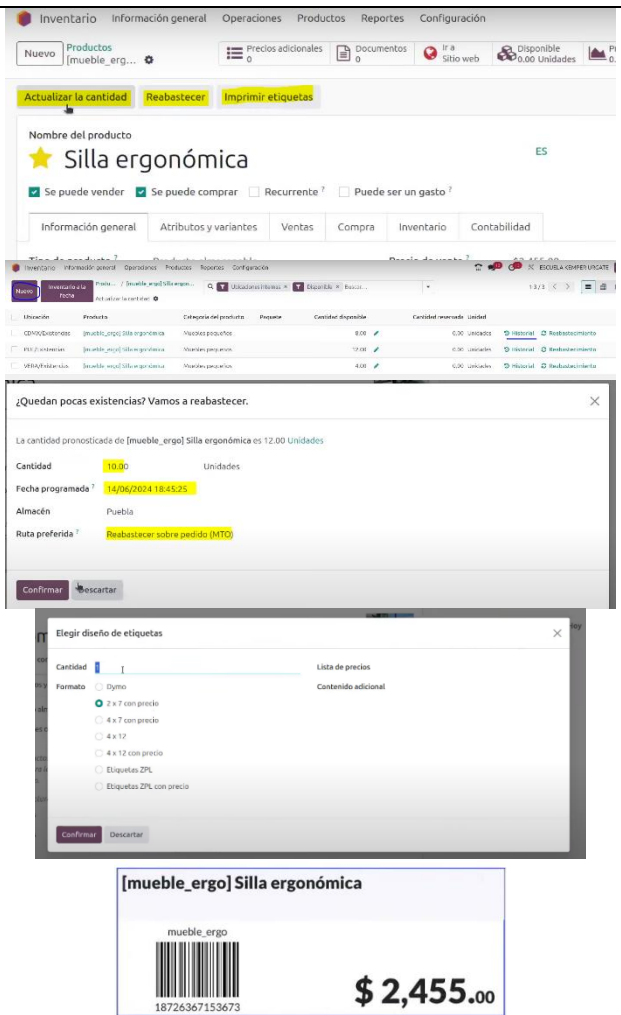 Inventario Información general Operaciones Productos Reportes Configuración
Nuevo Productos [mueble_erg... Precios adicionales 0 Documentos 0 Ir a Sitio web Disponible 0.00 Unidades
Actualizar la cantidad Reabastecer Imprimir etiquetas
Nombre del producto
Silla ergonómica ES
Se puede vender Se puede comprar Recurrente ? Puede ser un gasto ?
Información general Atributos y variantes Ventas Compra Inventario Contabilidad
Inventario Información general Operaciones Productos Reportes Configuración
Nuevo Inventario a la fecha Actualizar la cantidad Ubicaciones internas × Disponible × Buscar... 1-3 / 3
Ubicación Producto Categoría del producto Paquete Cantidad disponible Cantidad reservada Unidad
CDMX/Existencias [mueble_ergo] Silla ergonómica Muebles pequeños 8.00 0.00 Unidades Historial Reabastecimiento
[mueble_ergo] Silla ergonómica Muebles pequeños 12.00 0.00 Unidades Historial Reabastecimiento
VERA/Existencias [mueble_ergo] Silla ergonómica Muebles pequeños 4.00 0.00 Unidades Historial Reabastecimiento
¿Quedan pocas existencias? Vamos a reabastecer. ×
La cantidad pronosticada de [mueble_ergo] Silla ergonómica es 12.00 Unidades
Cantidad 10.00 Unidades
Fecha programada ? 14/06/2024 18:45:25
Almacén Puebla
Ruta preferida ? Reabastecer sobre pedido (MTO)
Confirmar Descartar
Elegir diseño de etiquetas ×
Cantidad 1 Lista de precios
Formato Dymo Contenido adicional
2 x 7 con precio
4 x 7 con precio
4 x 12
4 x 12 con precio
Etiquetas ZPL
Etiquetas ZPL con precio
Confirmar Descartar
[mueble_ergo] Silla ergonómica
mueble_ergo
18726367153673
$ 2,455.00